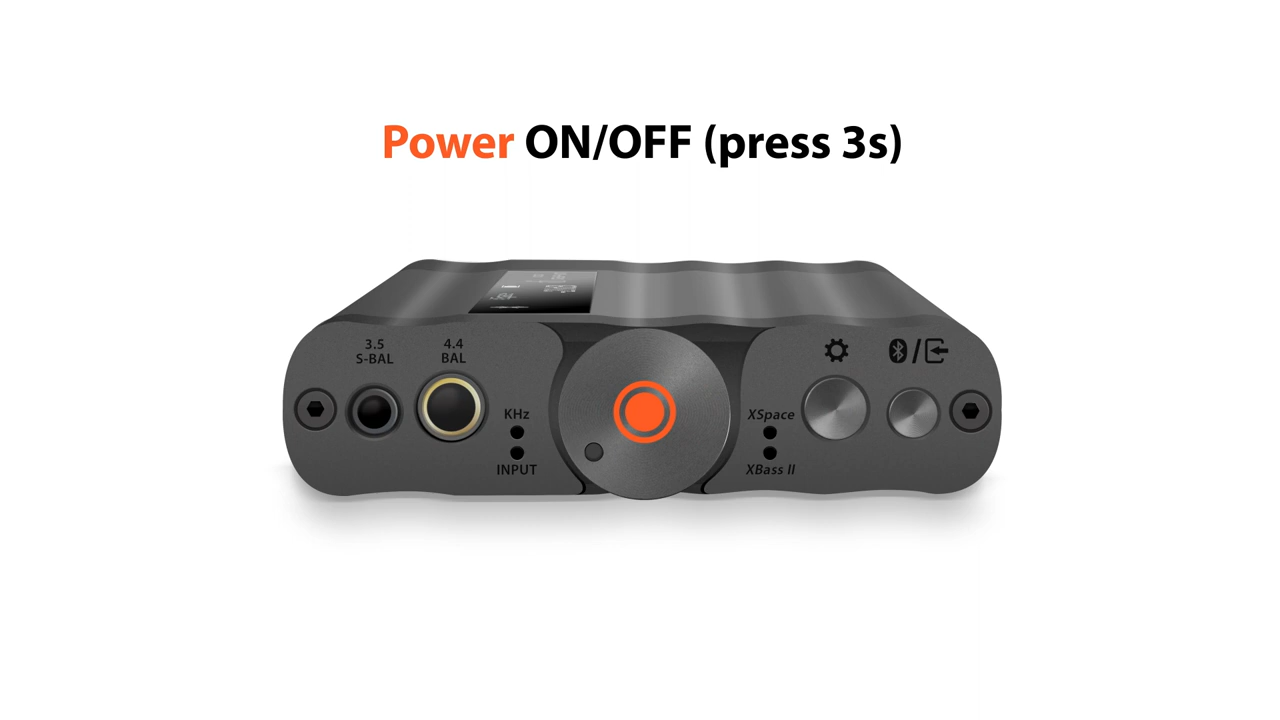 Power ON/OFF (press 3s)
3.5
S-BAL
4.4
BAL
KHz
INPUT
XSpace
XBass II
/